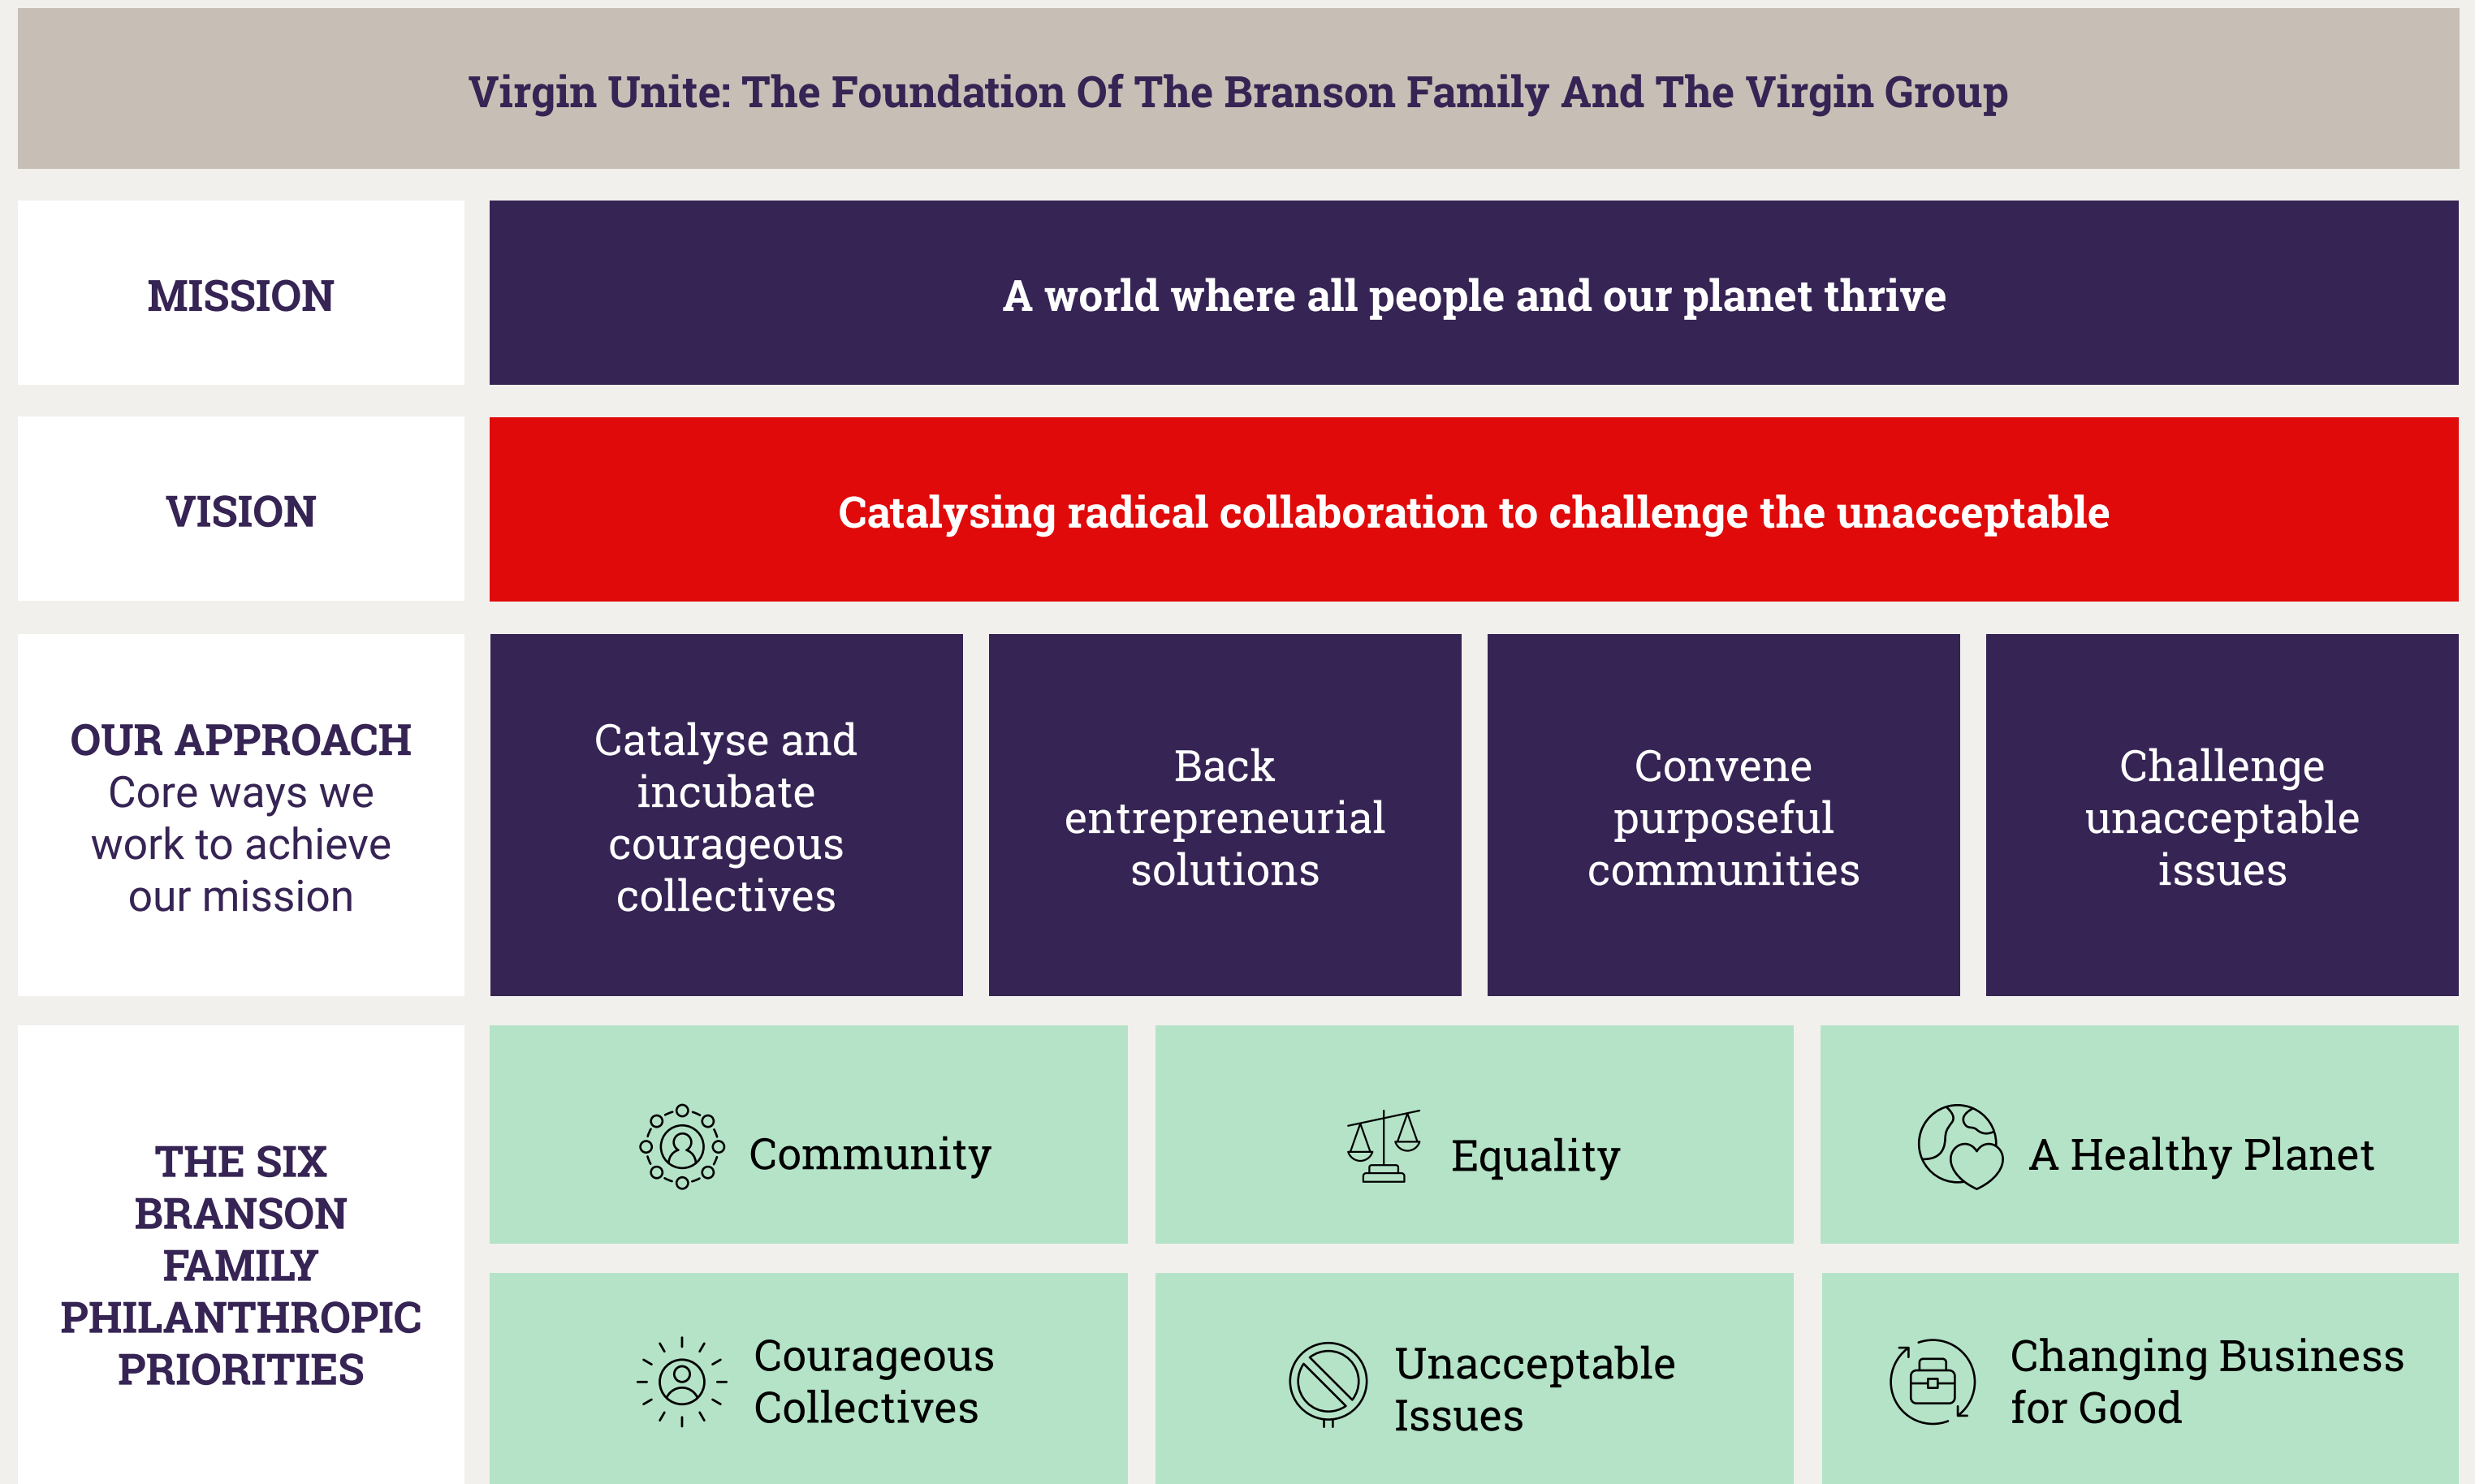 Virgin Unite: The Foundation Of The Branson Family And The Virgin Group
MISSION
A world where all people and our planet thrive
VISION
Catalysing radical collaboration to challenge the unacceptable
OUR APPROACH
Core ways we
work to achieve
our mission
Catalyse and
incubate
courageous
collectives
Back
entrepreneurial
solutions
Convene
purposeful
communities
Challenge
unacceptable
issues
THE SIX
BRANSON
FAMILY
PHILANTHROPIC
PRIORITIES
Community
Equality
A Healthy Planet
Courageous
Collectives
Unacceptable
Issues
Changing Business
for Good